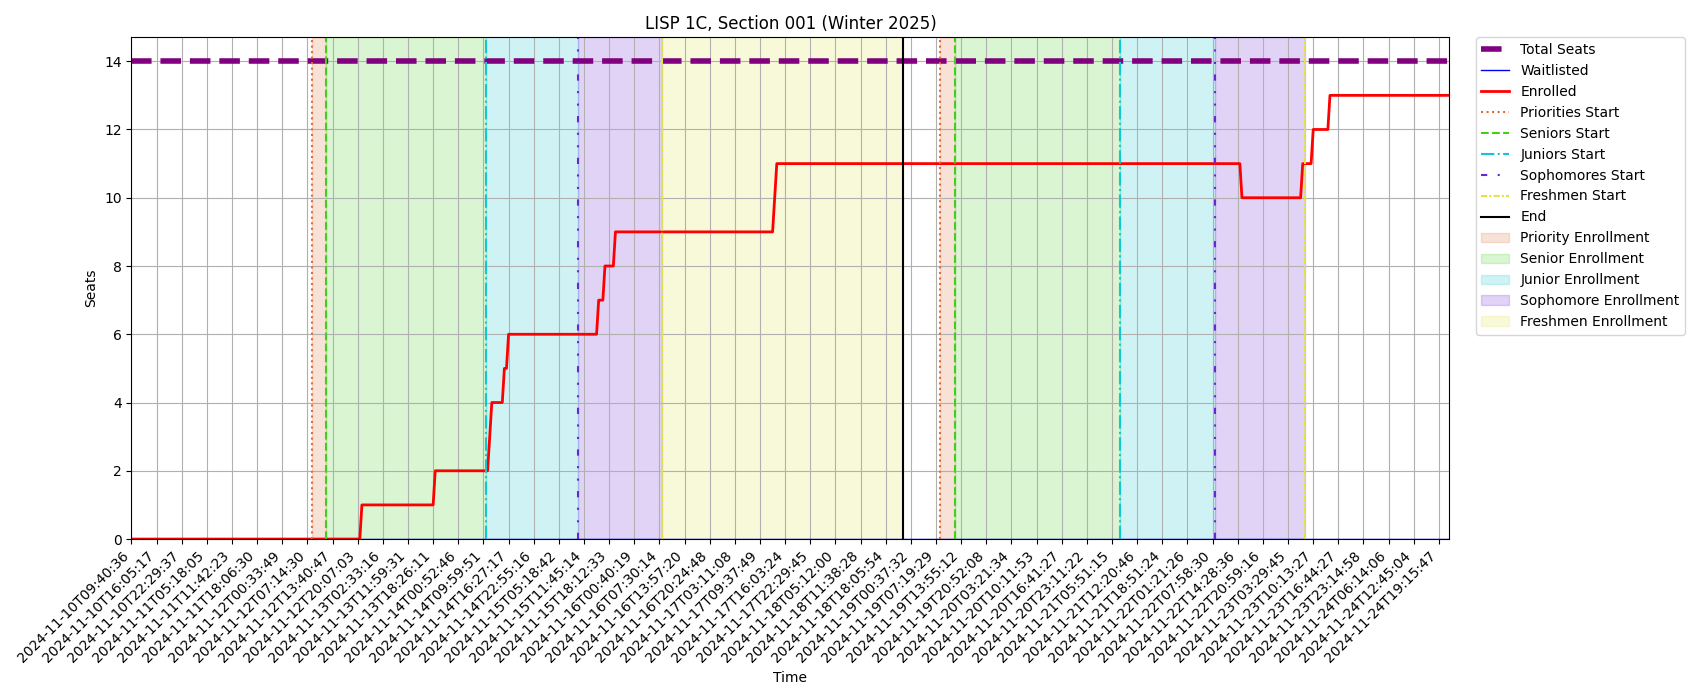 LISP 1C, Section 001 (Winter 2025)
Total Seats
Waitlisted
Enrolled
Priorities Start
Seniors Start
Juniors Start
Sophomores Start
Freshmen Start
End
Priority Enrollment
Senior Enrollment
Junior Enrollment
Sophomore Enrollment
Freshmen Enrollment
Seats
14
12
10
8
6
4
2
0
2024-11-10T09:40:36
2024-11-10T16:05:17
2024-11-10T22:29:37
2024-11-11T05:18:05
2024-11-11T11:42:23
2024-11-11T18:06:30
2024-11-12T00:33:49
2024-11-12T07:14:30
2024-11-12T13:40:47
2024-11-12T20:07:03
2024-11-13T02:33:16
2024-11-13T11:59:31
2024-11-13T18:26:11
2024-11-14T00:52:46
2024-11-14T09:59:51
2024-11-14T16:27:17
2024-11-14T22:55:16
2024-11-15T05:18:42
2024-11-15T11:45:14
2024-11-15T18:12:33
2024-11-16T00:40:19
2024-11-16T07:30:14
2024-11-16T13:57:20
2024-11-16T20:24:48
2024-11-17T03:11:08
2024-11-17T09:37:49
2024-11-17T16:03:24
2024-11-17T22:29:45
2024-11-18T05:12:00
2024-11-18T11:38:28
2024-11-18T18:05:54
2024-11-19T00:37:32
2024-11-19T07:19:29
2024-11-19T13:55:12
2024-11-19T20:52:08
2024-11-20T03:21:34
2024-11-20T10:11:53
2024-11-20T16:41:27
2024-11-20T23:11:22
2024-11-21T05:51:15
2024-11-21T12:20:46
2024-11-21T18:51:24
2024-11-22T01:21:26
2024-11-22T07:58:30
2024-11-22T14:28:36
2024-11-22T20:59:16
2024-11-23T03:29:45
2024-11-23T10:13:27
2024-11-23T16:44:27
2024-11-23T23:14:58
2024-11-24T06:14:06
2024-11-24T12:45:04
2024-11-24T19:15:47
Time